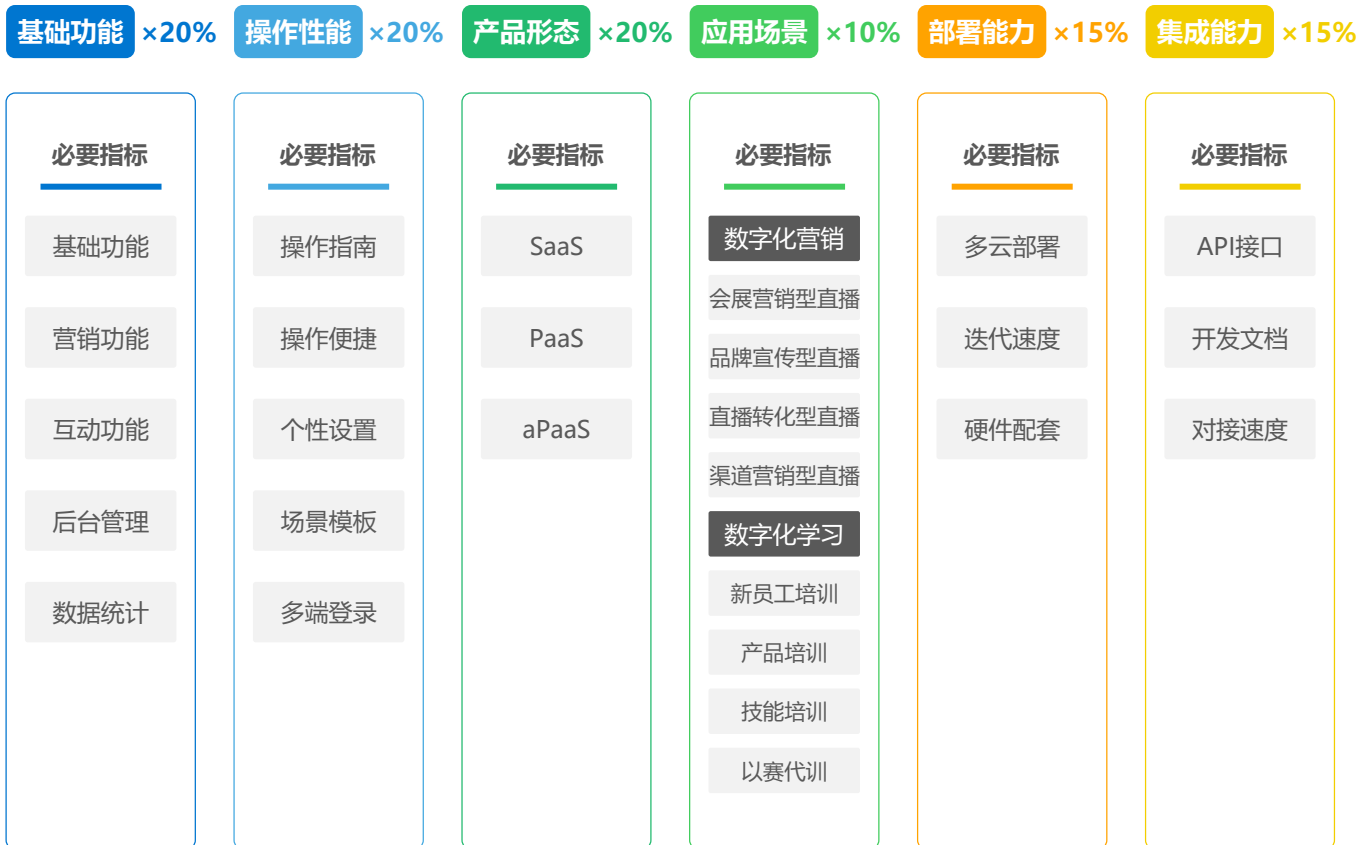 基础功能 ×20%
操作性能 ×20%
产品形态 ×20%
应用场景 ×10%
部署能力 ×15%
集成能力 ×15%
必要指标
基础功能
营销功能
互动功能
后台管理
数据统计
必要指标
操作指南
操作便捷
个性设置
场景模板
多端登录
必要指标
SaaS
PaaS
aPaaS
必要指标
数字化营销
会展营销型直播
品牌宣传型直播
直播转化型直播
渠道营销型直播
数字化学习
新员工培训
产品培训
技能培训
以赛代训
必要指标
多云部署
迭代速度
硬件配套
必要指标
API接口
开发文档
对接速度